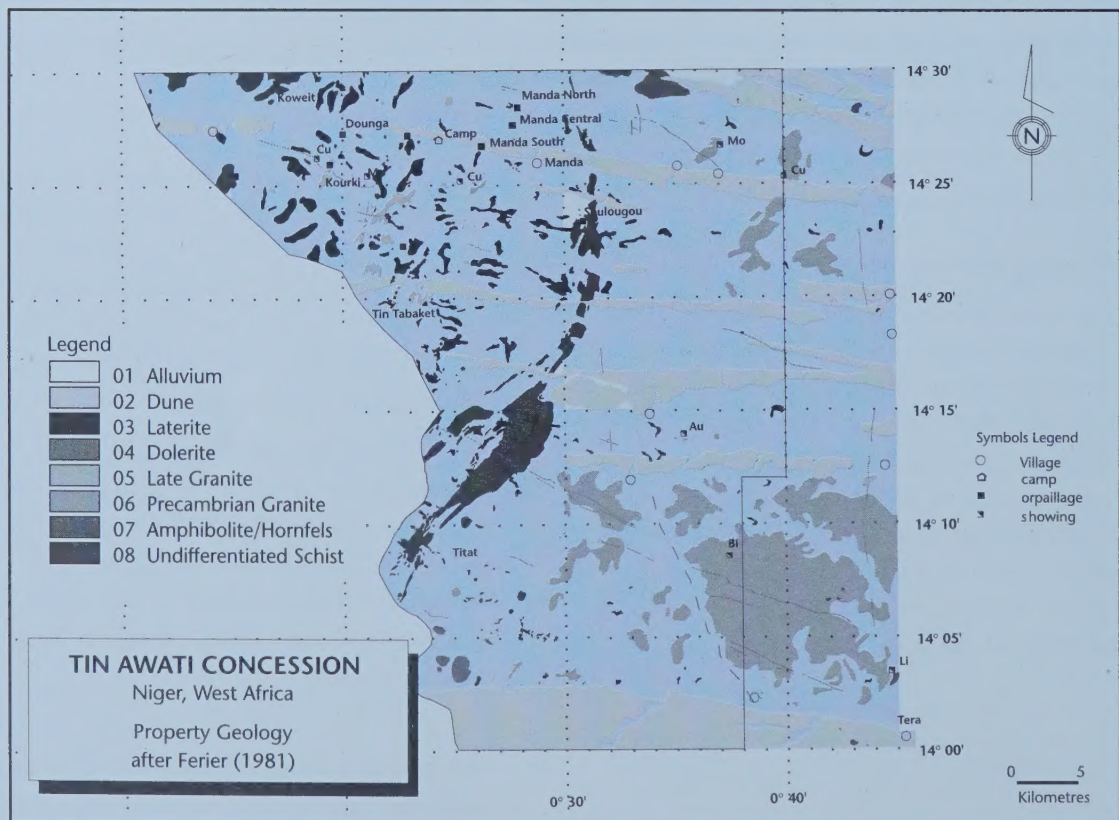 14° 30'
Koweit
Manda North
Dounga
Manda Central
Camp
Manda South
Mo
Cu
Manda
Cu
Kourki
Cu
14° 25'
Soulougou
14° 20'
Tin Tabaket
Legend
01 Alluvium
02 Dune
03 Laterite
04 Dolerite
05 Late Granite
06 Precambrian Granite
07 Amphibolite/Hornfels
08 Undifferentiated Schist
14° 15'
Au
Symbols Legend
Village
camp
orpaillage
showing
14° 10'
Titat
Bi
14° 05'
Li
TIN AWATI CONCESSION
Niger, West Africa
Property Geology
after Ferier (1981)
Tera
14° 00'
0° 30'
0° 40'
0 5
Kilometres
N